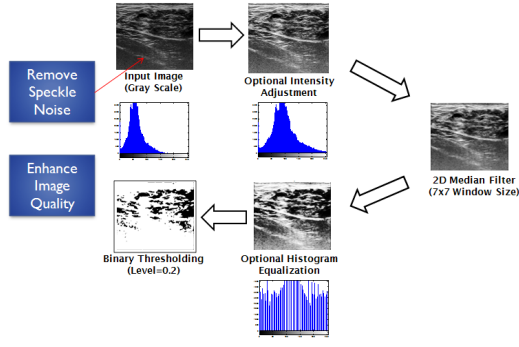 Remove
Speckle
Noise
Input Image
(Gray Scale)
Optional Intensity
Adjustment
2D Median Filter
(7x7 Window Size)
Enhance
Image
Quality
Binary Thresholding
(Level=0.2)
Optional Histogram
Equalization